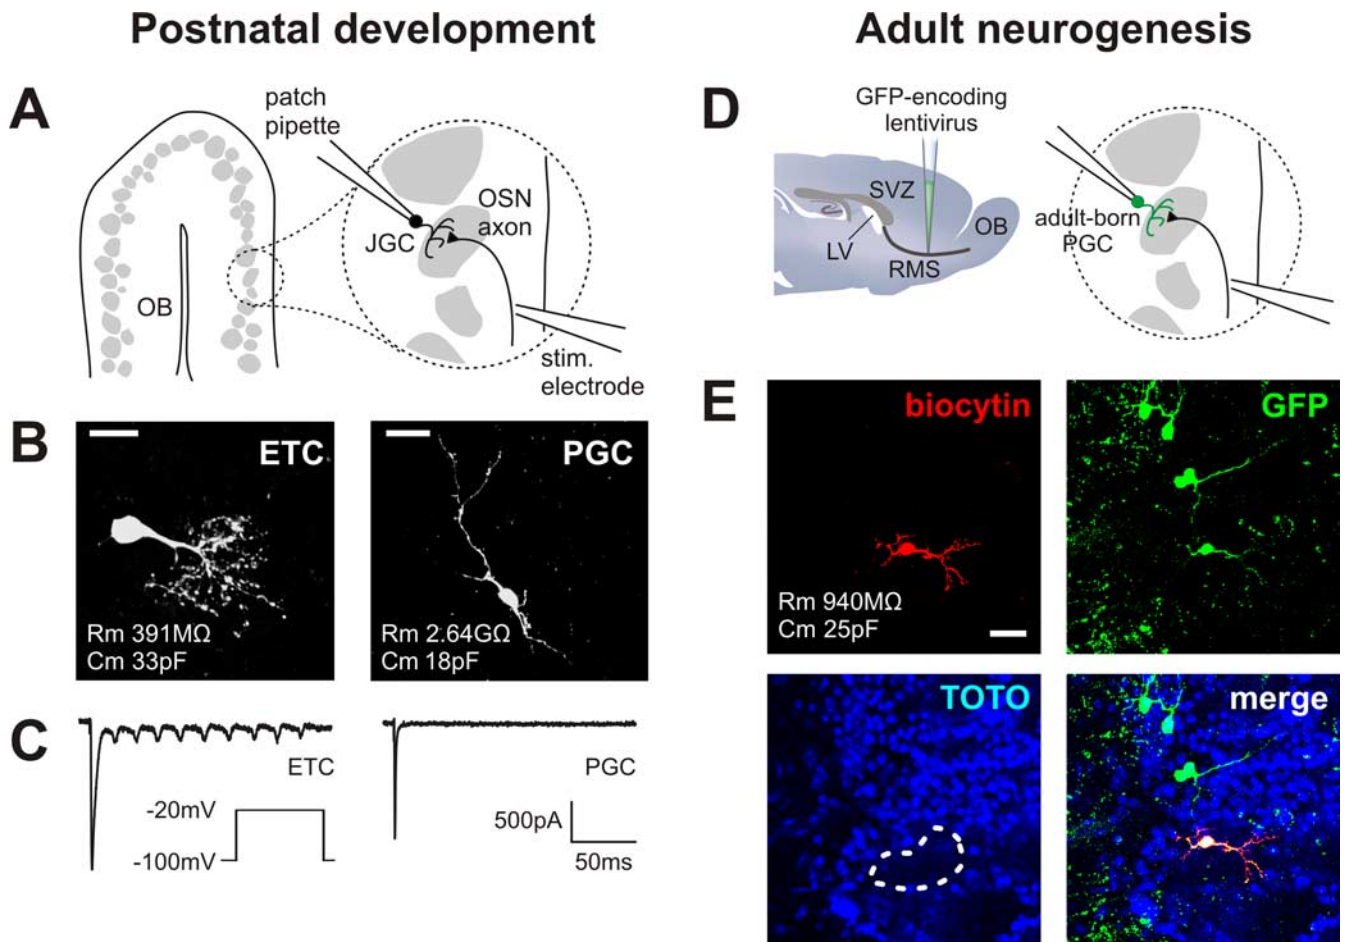 Postnatal development
Adult neurogenesis
A
patch
pipette
OSN
axon
JGC
OB
stim.
electrode
D
GFP-encoding
lentivirus
SVZ
LV
RMS
OB
adult-born
PGC
B
ETC
Rm 391MΩ
Cm 33pF
PGC
Rm 2.64GΩ
Cm 18pF
C
ETC
-20mV
-100mV
PGC
500pA
50ms
E
biocytin
Rm 940MΩ
Cm 25pF
GFP
TOTO
merge